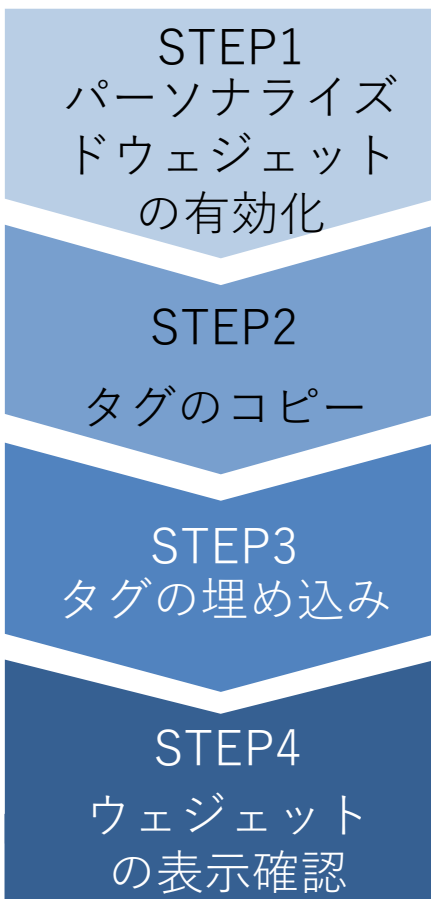 STEP1
パーソナライズ
ドウェジェット
の有効化
STEP2
タグのコピー
STEP3
タグの埋め込み
STEP4
ウェジェット
の表示確認